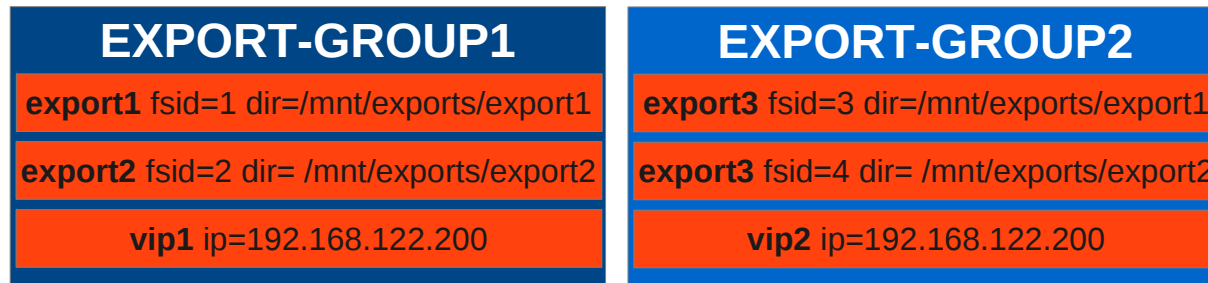 EXPORT-GROUP1
export1 fsid=1 dir=/mnt/exports/export1
export2 fsid=2 dir= /mnt/exports/export2
vip1 ip=192.168.122.200
EXPORT-GROUP2
export3 fsid=3 dir=/mnt/exports/export1
export3 fsid=4 dir= /mnt/exports/export2
vip2 ip=192.168.122.200